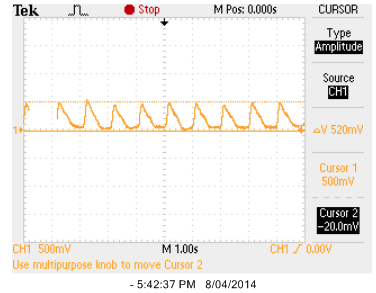 Tek Stop M Pos: 0.000s CURSOR
Type
Amplitude
Source
CH1
1
△V 520mV
Cursor 1
500mV
Cursor 2
-20.0mV
CH1 500mV M 1.00s CH1 / 0.00V
Use multipurpose knob to move Cursor 2
- 5:42:37 PM 8/04/2014